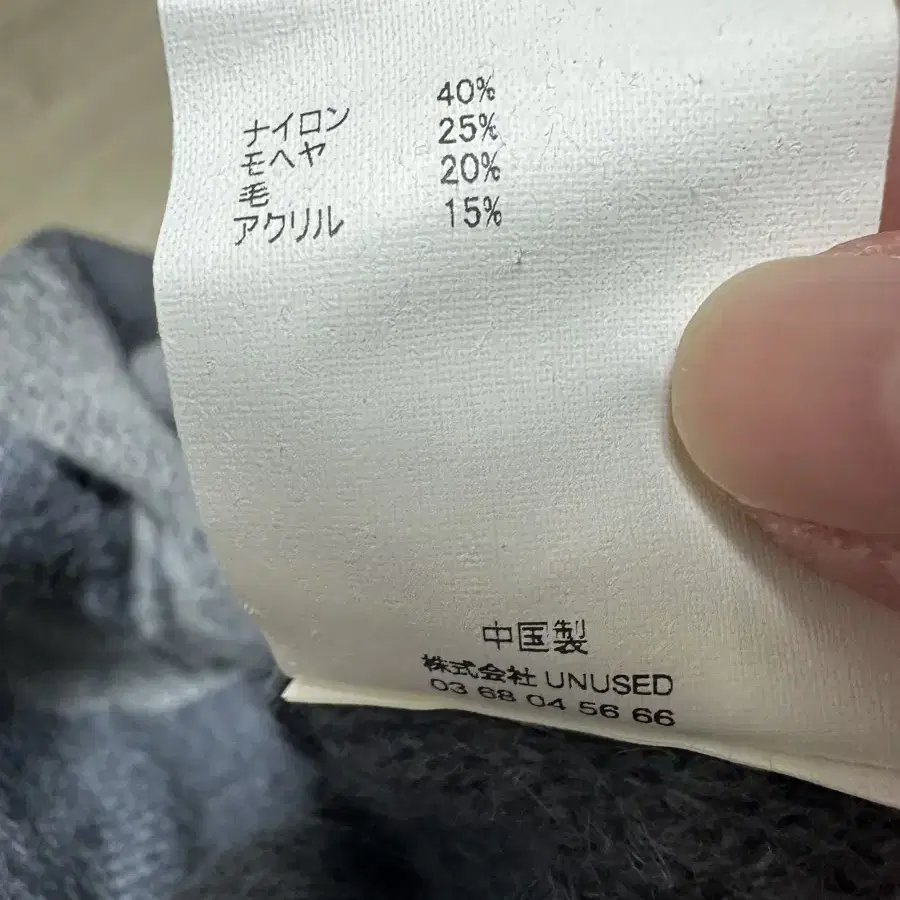 ナイロン 40%
モヘヤ 25%
毛 20%
アクリル 15%
中国製
株式会社 UNUSED
03 68 04 56 66